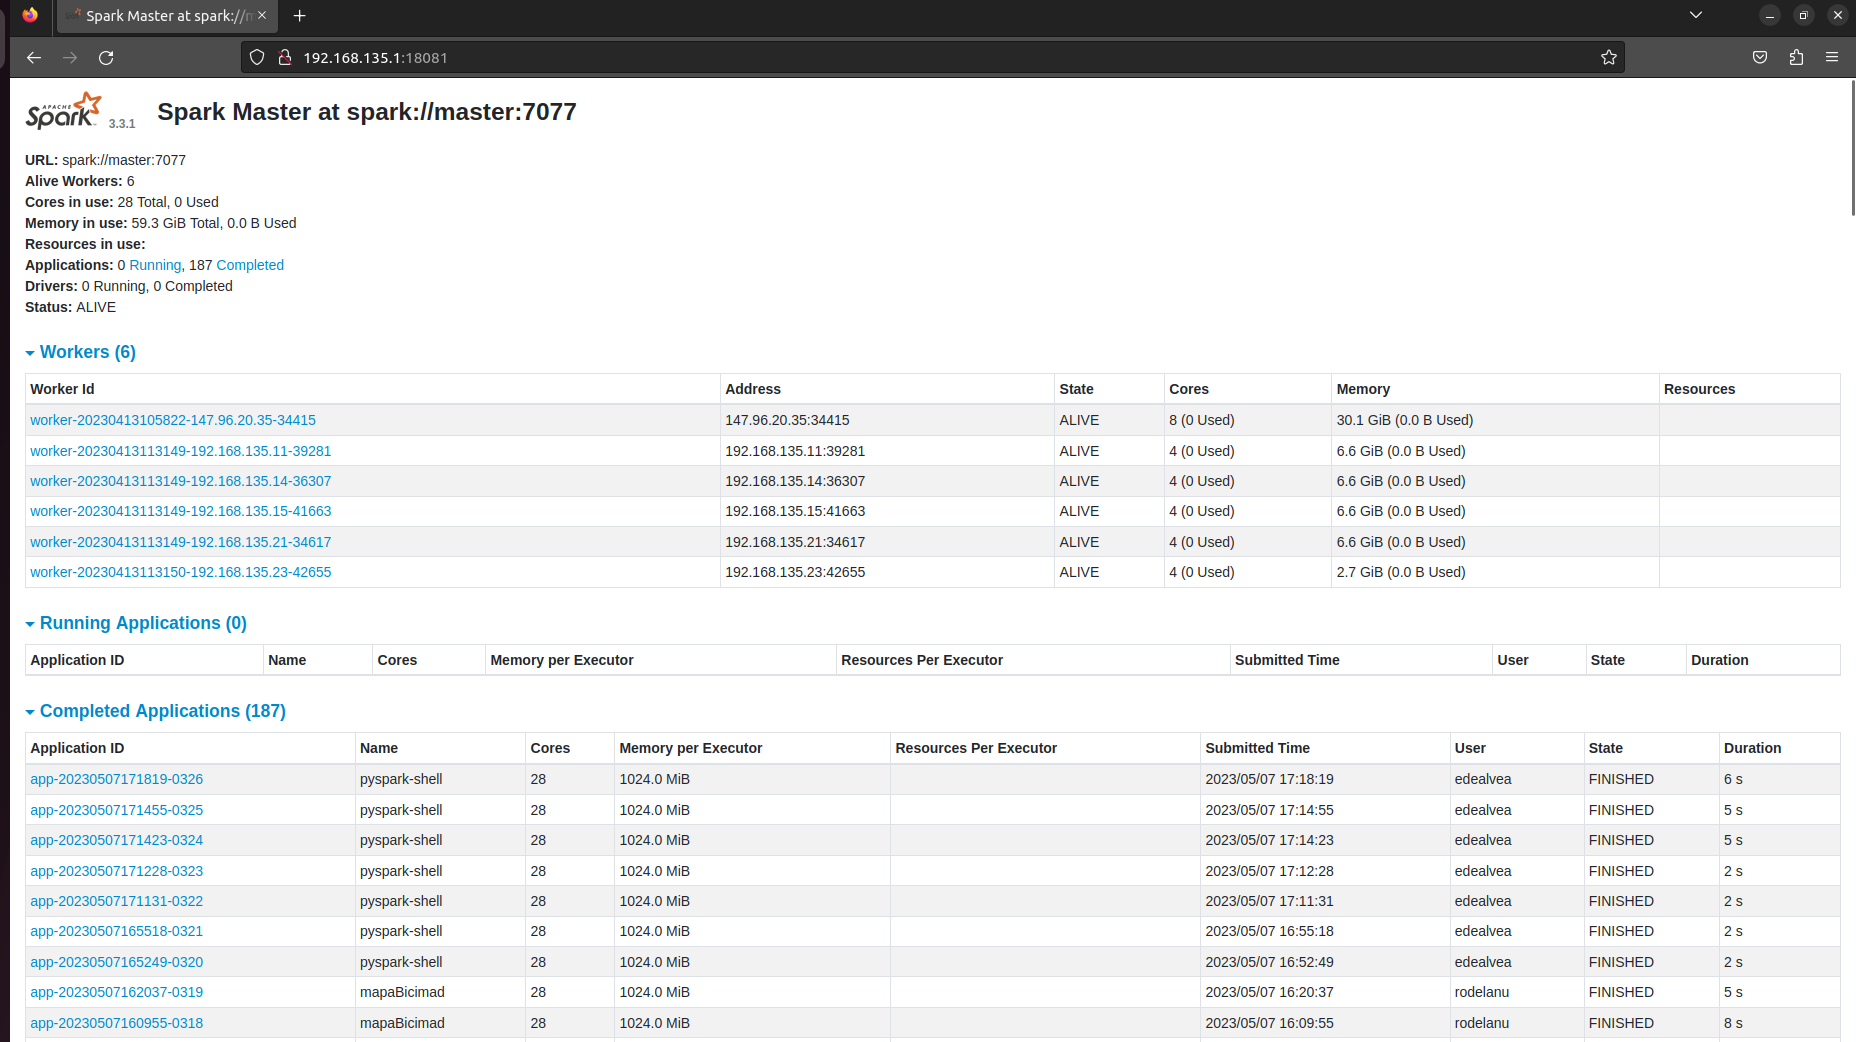 Spark Master at spark://m
192.168.135.1:18081
APACHE Spark 3.3.1 Spark Master at spark://master:7077
URL: spark://master:7077
Alive Workers: 6
Cores in use: 28 Total, 0 Used
Memory in use: 59.3 GiB Total, 0.0 B Used
Resources in use:
Applications: 0 Running, 187 Completed
Drivers: 0 Running, 0 Completed
Status: ALIVE
Workers (6)
Worker Id Address State Cores Memory Resources
worker-20230413105822-147.96.20.35-34415 147.96.20.35:34415 ALIVE 8 (0 Used) 30.1 GiB (0.0 B Used)
worker-20230413113149-192.168.135.11-39281 192.168.135.11:39281 ALIVE 4 (0 Used) 6.6 GiB (0.0 B Used)
worker-20230413113149-192.168.135.14-36307 192.168.135.14:36307 ALIVE 4 (0 Used) 6.6 GiB (0.0 B Used)
worker-20230413113149-192.168.135.15-41663 192.168.135.15:41663 ALIVE 4 (0 Used) 6.6 GiB (0.0 B Used)
worker-20230413113149-192.168.135.21-34617 192.168.135.21:34617 ALIVE 4 (0 Used) 6.6 GiB (0.0 B Used)
worker-20230413113150-192.168.135.23-42655 192.168.135.23:42655 ALIVE 4 (0 Used) 2.7 GiB (0.0 B Used)
Running Applications (0)
Application ID Name Cores Memory per Executor Resources Per Executor Submitted Time User State Duration
Completed Applications (187)
Application ID Name Cores Memory per Executor Resources Per Executor Submitted Time User State Duration
app-20230507171819-0326 pyspark-shell 28 1024.0 MiB 2023/05/07 17:18:19 edealvea FINISHED 6 s
app-20230507171455-0325 pyspark-shell 28 1024.0 MiB 2023/05/07 17:14:55 edealvea FINISHED 5 s
app-20230507171423-0324 pyspark-shell 28 1024.0 MiB 2023/05/07 17:14:23 edealvea FINISHED 5 s
app-20230507171228-0323 pyspark-shell 28 1024.0 MiB 2023/05/07 17:12:28 edealvea FINISHED 2 s
app-20230507171131-0322 pyspark-shell 28 1024.0 MiB 2023/05/07 17:11:31 edealvea FINISHED 2 s
app-20230507165518-0321 pyspark-shell 28 1024.0 MiB 2023/05/07 16:55:18 edealvea FINISHED 2 s
app-20230507165249-0320 pyspark-shell 28 1024.0 MiB 2023/05/07 16:52:49 edealvea FINISHED 2 s
app-20230507162037-0319 mapaBicimad 28 1024.0 MiB 2023/05/07 16:20:37 rodelanu FINISHED 5 s
app-20230507160955-0318 mapaBicimad 28 1024.0 MiB 2023/05/07 16:09:55 rodelanu FINISHED 8 s